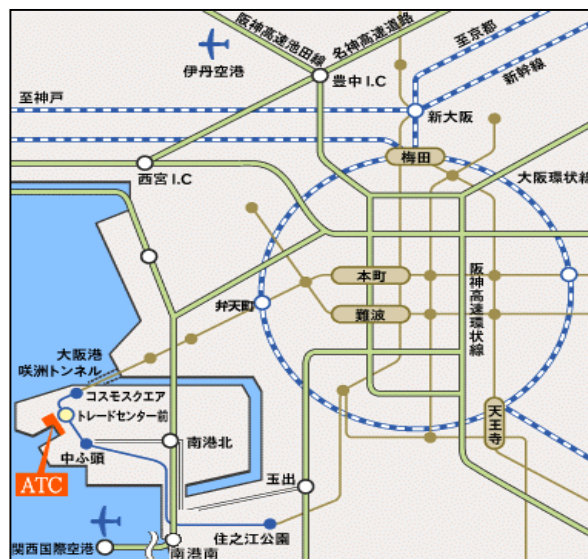 阪神高速池田線
名神高速道路
至京都
伊丹空港
豊中I.C
新幹線
至神戸
新大阪
梅田
西宮I.C
大阪環状線
本町
阪神高速環状線
弁天町
難波
大阪港
咲洲トンネル
コスモスクエア
トレードセンター前
天王寺
南港北
中ふ頭
ATC
玉出
住之江公園
関西国際空港
南港南